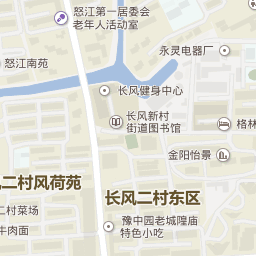 怒江第一居委会
老年人活动室
永灵电器厂
怒江南苑
长风健身中心
长风新村
街道图书馆
格林
金阳怡景
二村风荷苑
长风二村东区
二村菜场
豫中园老城隍庙
特色小吃
牛肉面